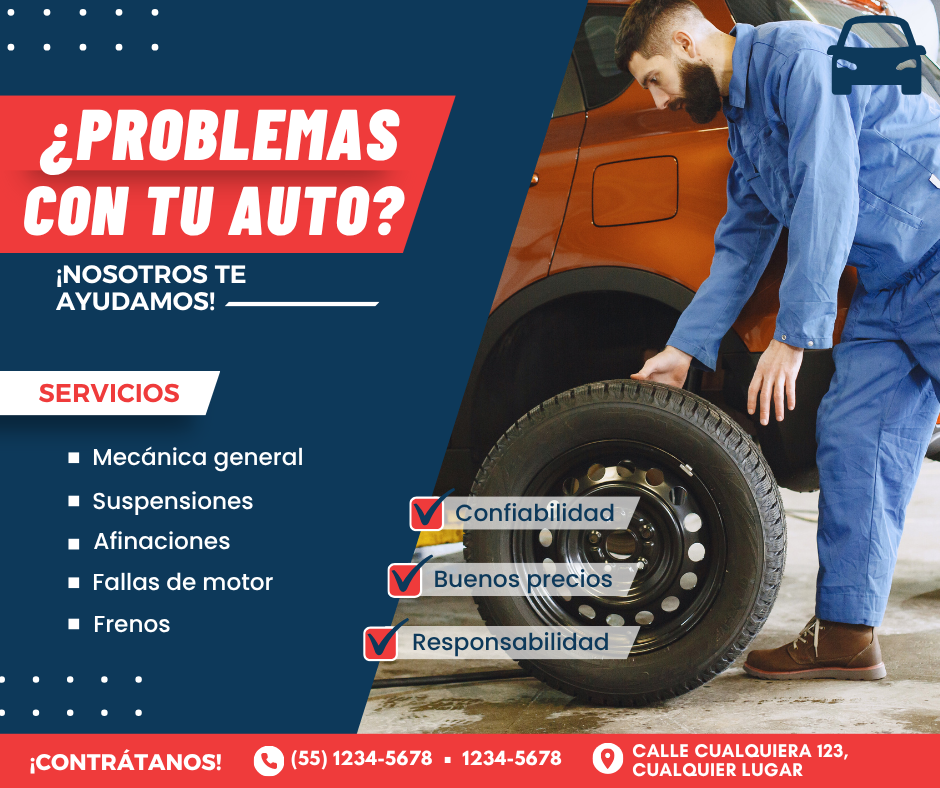 ¿PROBLEMAS
CON TU AUTO?
¡NOSOTROS TE
AYUDAMOS!
SERVICIOS
Mecánica general
Suspensiones
Afinaciones
Fallas de motor
Frenos
Confiabilidad
Buenos precios
Responsabilidad
¡CONTRÁTANOS!
(55) 1234-5678 ▪ 1234-5678
CALLE CUALQUIERA 123,
CUALQUIER LUGAR